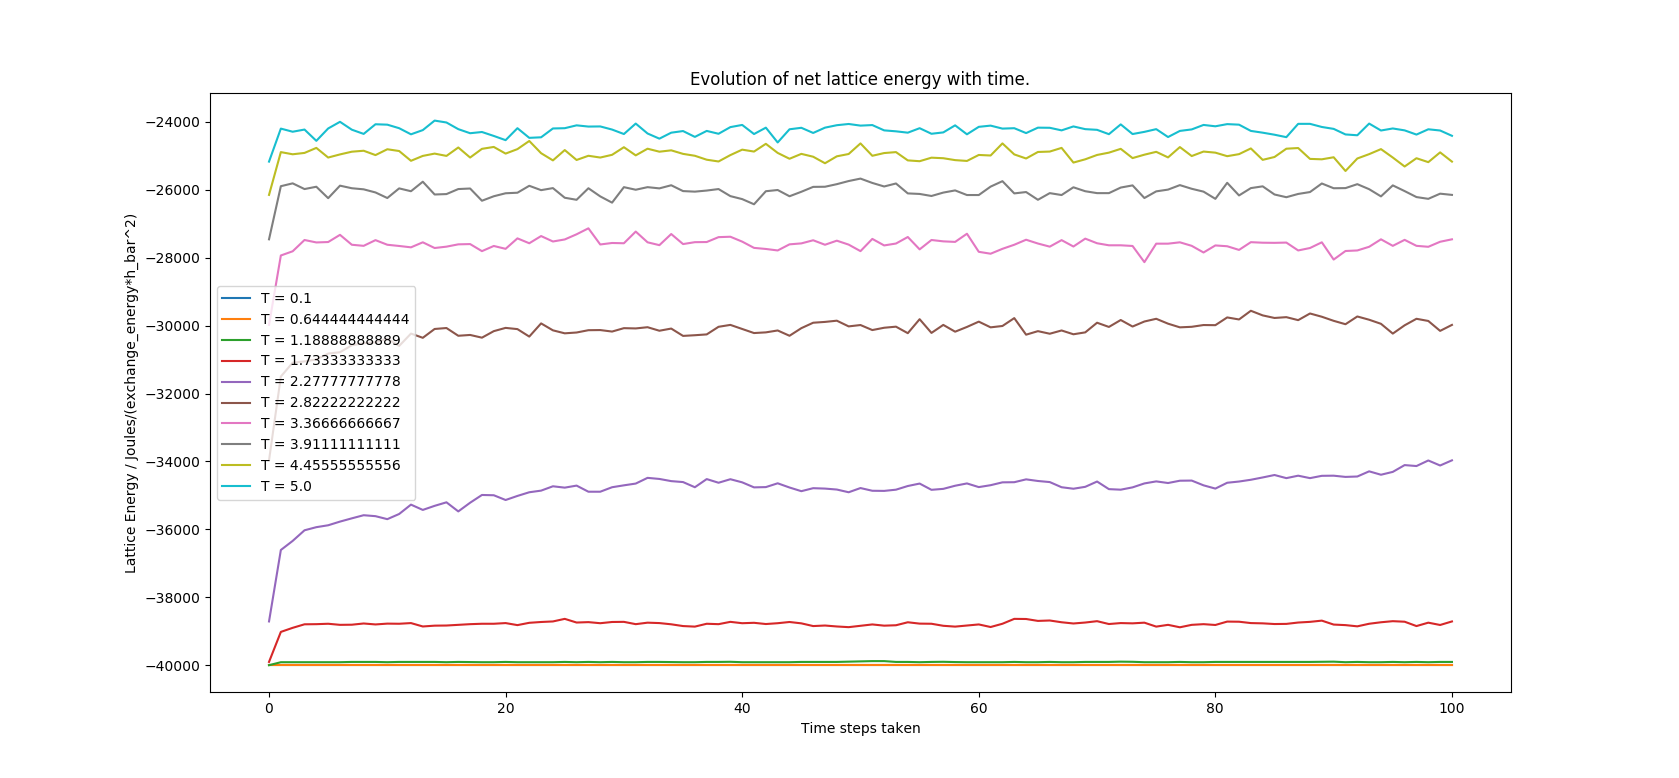 Evolution of net lattice energy with time.
Lattice Energy / Joules/(exchange_energy*h_bar^2)
−24000
−26000
−28000
−30000
−32000
−34000
−36000
−38000
−40000
T = 0.1
T = 0.644444444444
T = 1.18888888889
T = 1.73333333333
T = 2.27777777778
T = 2.82222222222
T = 3.36666666667
T = 3.91111111111
T = 4.45555555556
T = 5.0
0 20 40 60 80 100
Time steps taken